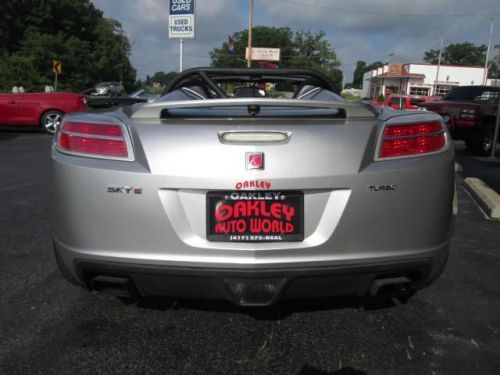 USED
CARS
USED
TRUCKS
SKY
TURBO
OAKLEY
OAKLEY
OAKLEY
AUTO WORLD